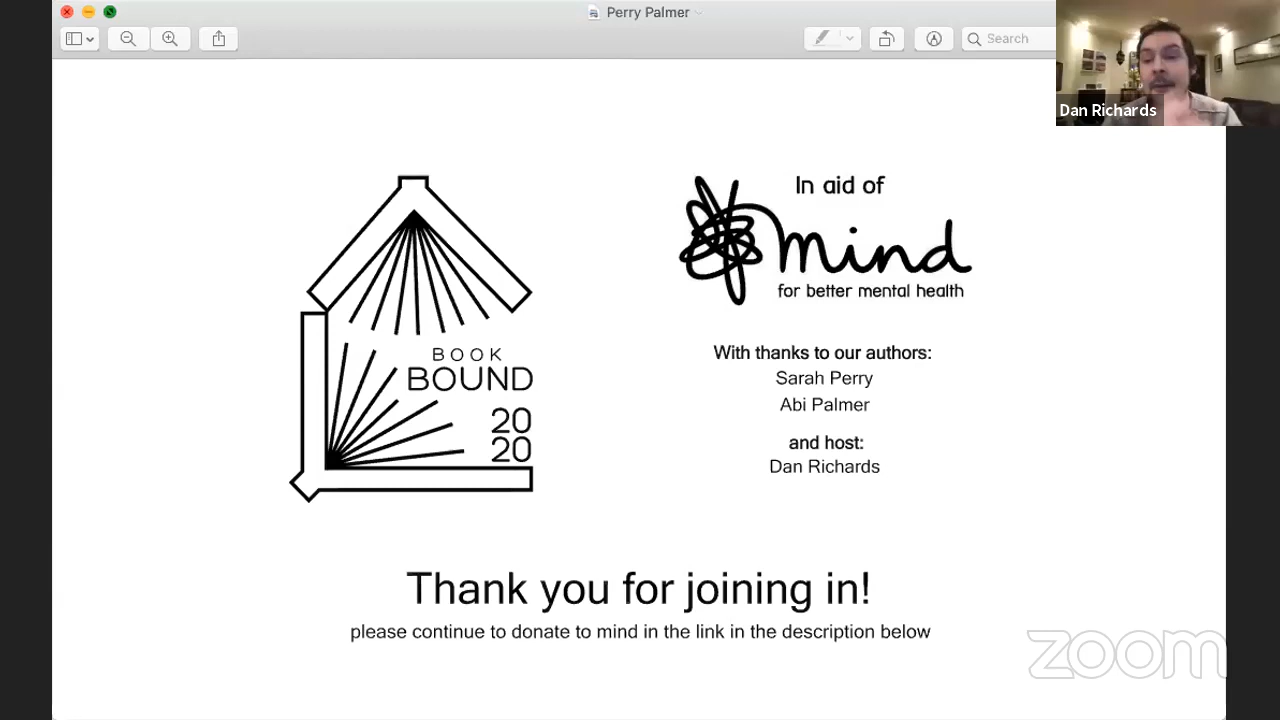 Perry Palmer
Search
Dan Richards
BOOK
BOUND
20
20
In aid of
mind
for better mental health
With thanks to our authors:
Sarah Perry
Abi Palmer
and host:
Dan Richards
Thank you for joining in!
please continue to donate to mind in the link in the description below
zoom